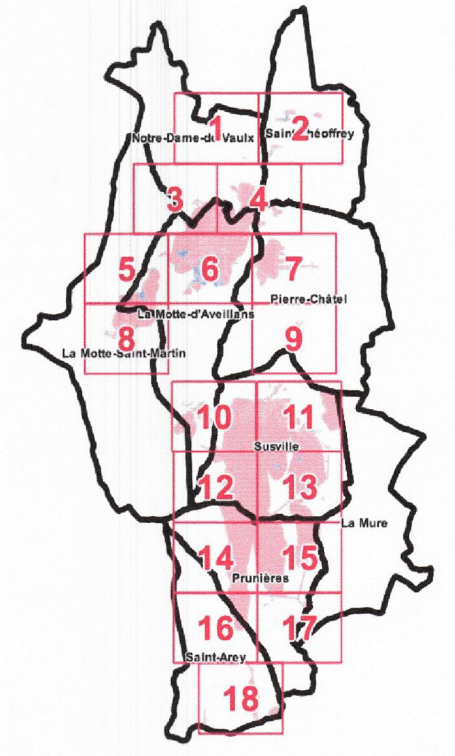 1
2
Notre-Dame-de-Vaulx
Saint-Théoffrey
3
4
5
6
7
Pierre-Châtel
La Motte-d'Aveillans
8
9
La Motte-Saint-Martin
10
11
Susville
12
13
La Mure
14
15
Prunières
16
17
Saint-Arey
18